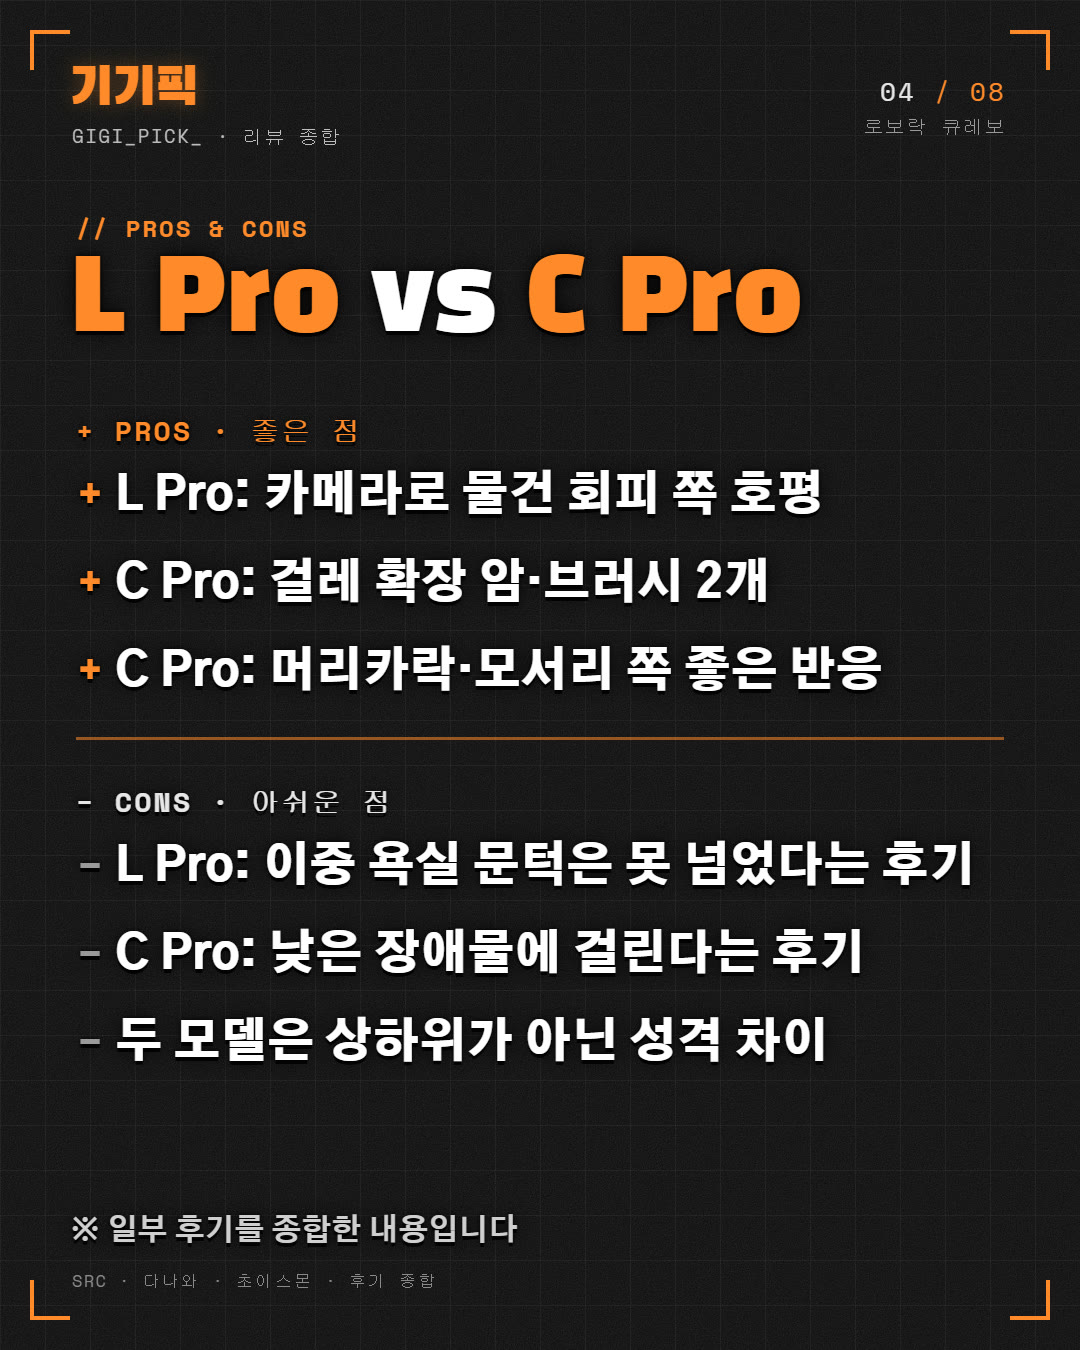 기기픽
GIGI_PICK_ · 리뷰 종합
04 / 08
로보락 큐레보
// PROS & CONS
L Pro vs C Pro
+ PROS · 좋은 점
+ L Pro: 카메라로 물건 회피 쪽 호평
+ C Pro: 걸레 확장 암·브러시 2개
+ C Pro: 머리카락·모서리 쪽 좋은 반응
- CONS · 아쉬운 점
- L Pro: 이중 욕실 문턱은 못 넘었다는 후기
- C Pro: 낮은 장애물에 걸린다는 후기
- 두 모델은 상하위가 아닌 성격 차이
※ 일부 후기를 종합한 내용입니다
SRC · 다나와 · 초이스몬 · 후기 종합